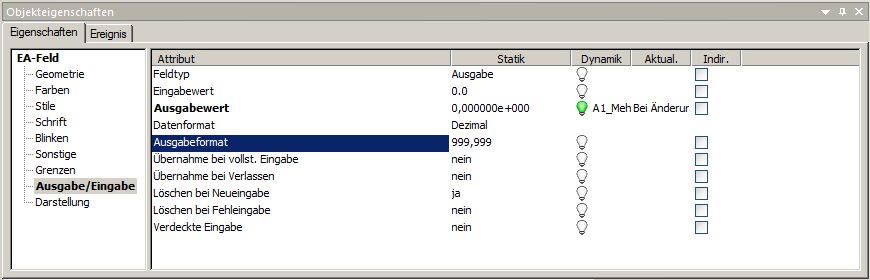 Objekteigenschaften
Eigenschaften Ereignis
EA-Feld
Geometrie
Farben
Stile
Schrift
Blinken
Sonstige
Grenzen
Ausgabe/Eingabe
Darstellung
Attribut Statik Dynamik Aktual. Indir.
Feldtyp Ausgabe
Eingabewert 0.0
Ausgabewert 0,000000e+000 A1_Meh Bei Änderur
Datenformat Dezimal
Ausgabeformat 999,999
Übernahme bei vollst. Eingabe nein
Übernahme bei Verlassen nein
Löschen bei Neueingabe ja
Löschen bei Fehleingabe nein
Verdeckte Eingabe nein